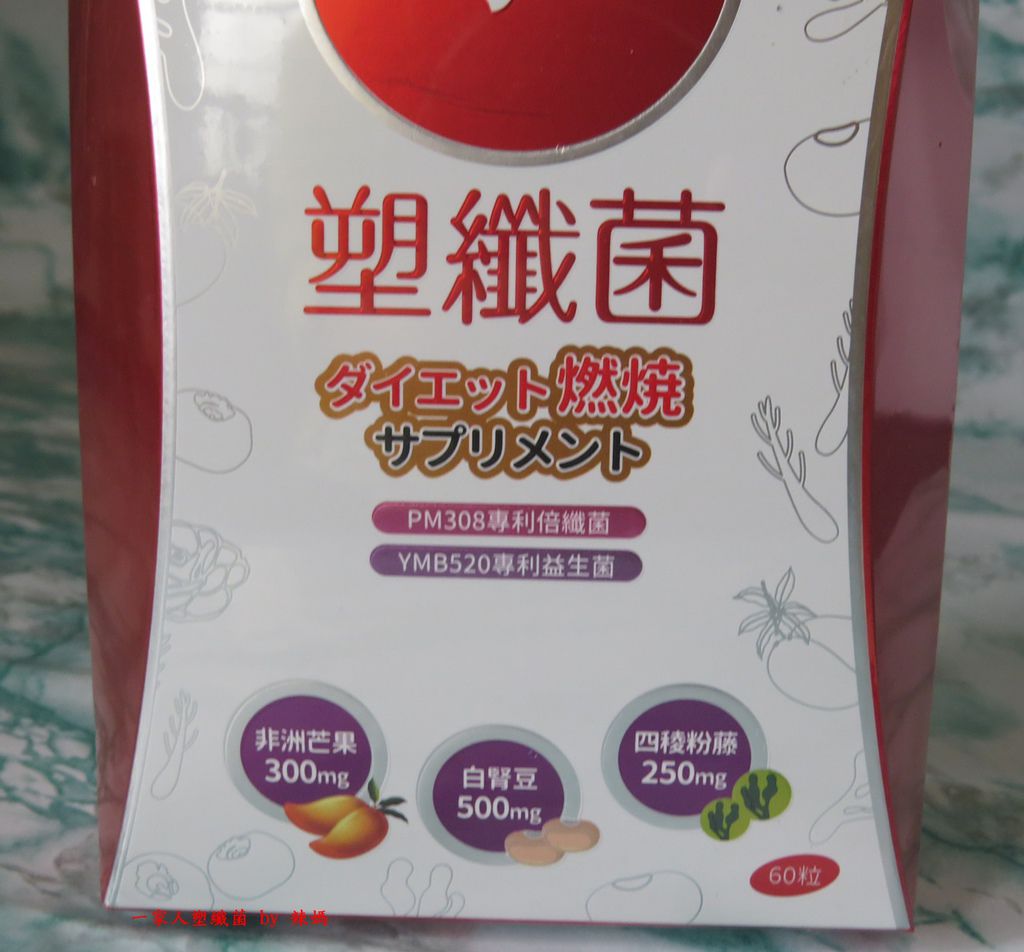 塑纖菌
ダイエット燃焼
サプリメント
PM308專利倍纖菌
YMB520專利益生菌
非洲芒果
300mg
白腎豆
500mg
四稜粉藤
250mg
60粒
一家人塑纖菌 by 辣媽